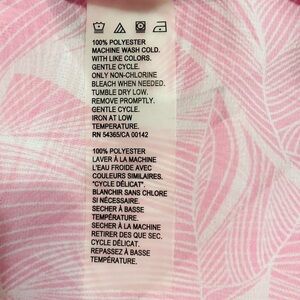 100% POLYESTER
MACHINE WASH COLD.
WITH LIKE COLORS.
GENTLE CYCLE.
ONLY NON-CHLORINE
BLEACH WHEN NEEDED.
TUMBLE DRY LOW.
REMOVE PROMPTLY.
GENTLE CYCLE.
IRON AT LOW
TEMPERATURE.
RN 54365/CA 00142
100% POLYESTER
LAVER À LA MACHINE
L'EAU FROIDE AVEC
COULEURS SIMILAIRES.
"CYCLE DÉLICAT".
BLANCHIR SANS CHLORE
SI NÉCESSAIRE.
SECHER À BASSE
TEMPÉRATURE.
SECHER À LA MACHINE
RETIRER DES QUE SEC.
CYCLE DÉLICAT.
REPASSEZ À BASSE
TEMPÉRATURE.